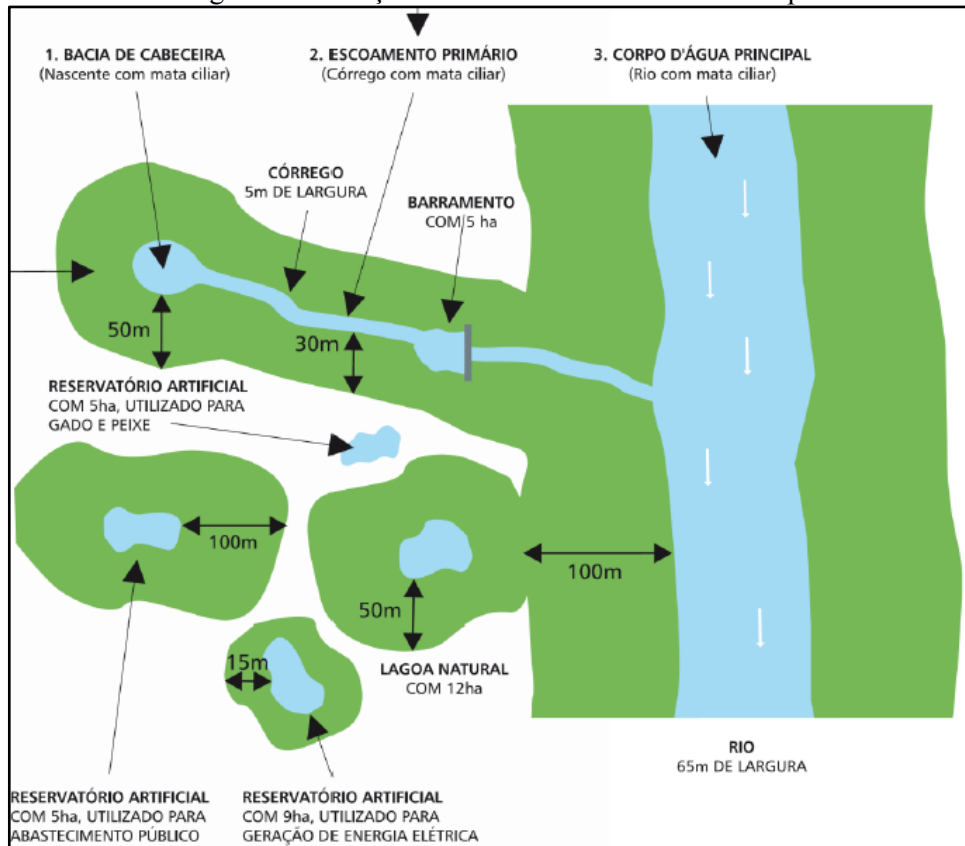 1. BACIA DE CABECEIRA
(Nascente com mata ciliar)
2. ESCOAMENTO PRIMÁRIO
(Córrego com mata ciliar)
3. CORPO D'ÁGUA PRINCIPAL
(Rio com mata ciliar)
CÓRREGO
5m DE LARGURA
BARRAMENTO
COM 5 ha
50m
30m
RESERVATÓRIO ARTIFICIAL
COM 5ha, UTILIZADO PARA
GADO E PEIXE
100m
100m
50m
15m
LAGOA NATURAL
COM 12ha
RIO
65m DE LARGURA
RESERVATÓRIO ARTIFICIAL
COM 5ha, UTILIZADO PARA
ABASTECIMENTO PÚBLICO
RESERVATÓRIO ARTIFICIAL
COM 9ha, UTILIZADO PARA
GERAÇÃO DE ENERGIA ELÉTRICA